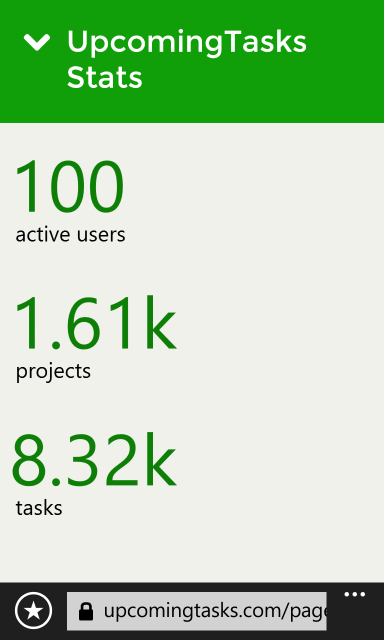 UpcomingTasks
Stats
100
active users
1.61k
projects
8.32k
tasks
upcomingtasks.com/page